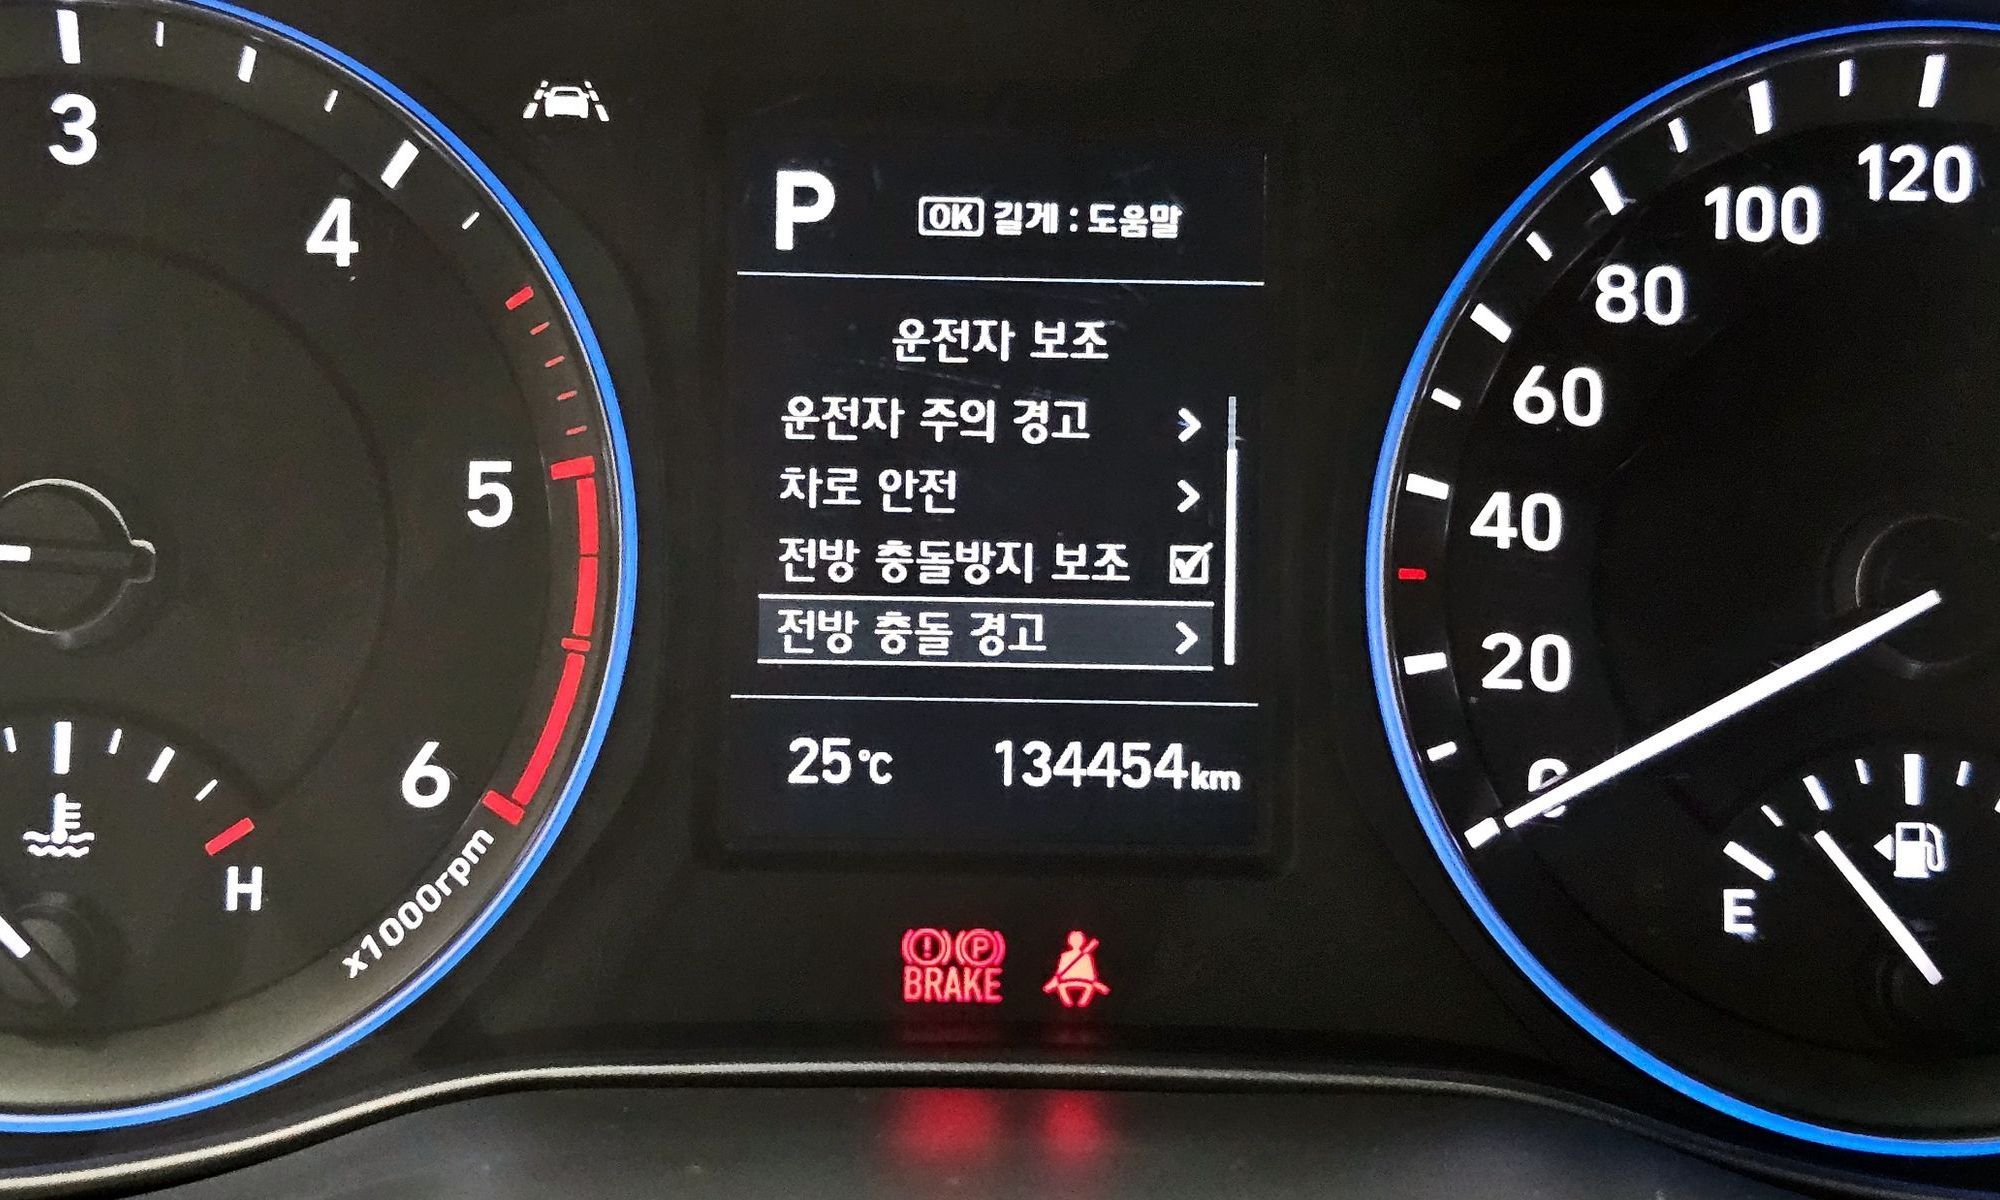 3
4
5
6
x1000rpm
H
P
OK 길게 : 도움말
운전자 보조
운전자 주의 경고
차로 안전
전방 충돌방지 보조
전방 충돌 경고
25℃ 134454km
P
BRAKE
120
100
80
60
40
20
0
E